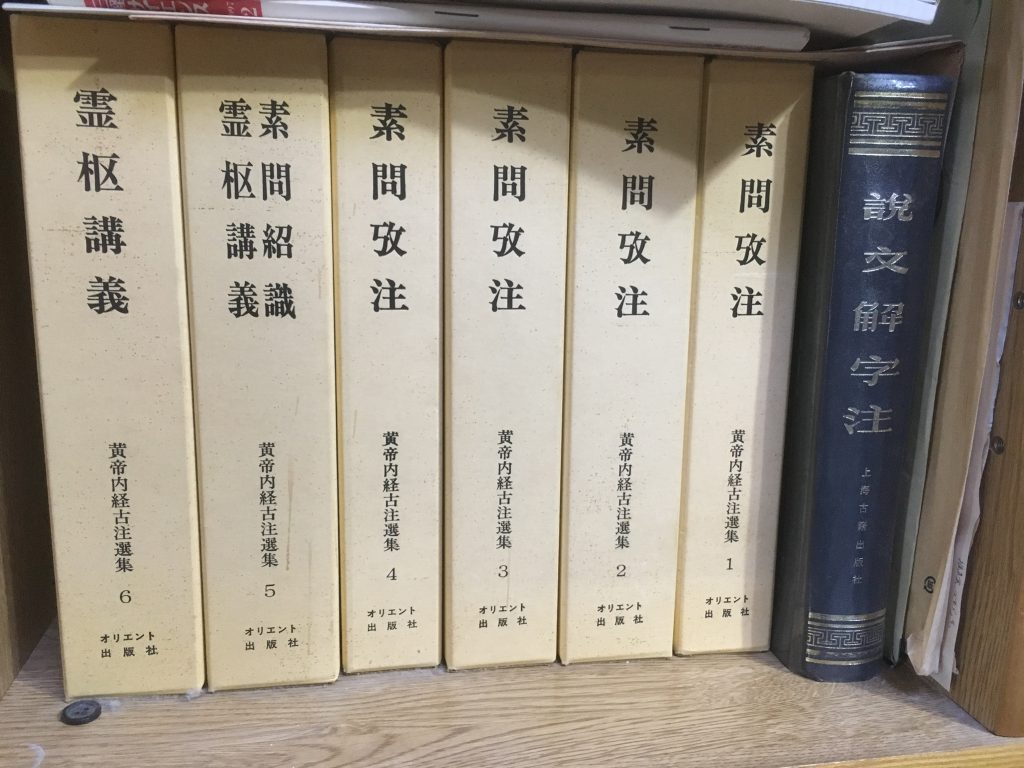 霊枢講義
黄帝内経古注選集 6
オリエント
出版社
素問紹識
霊枢講義
黄帝内経古注選集 5
オリエント
出版社
素問攷注
黄帝内経古注選集 4
オリエント
出版社
素問攷注
黄帝内経古注選集 3
オリエント
出版社
素問攷注
黄帝内経古注選集 2
オリエント
出版社
素問攷注
黄帝内経古注選集 1
オリエント
出版社
說文解字注
上海古籍出版社